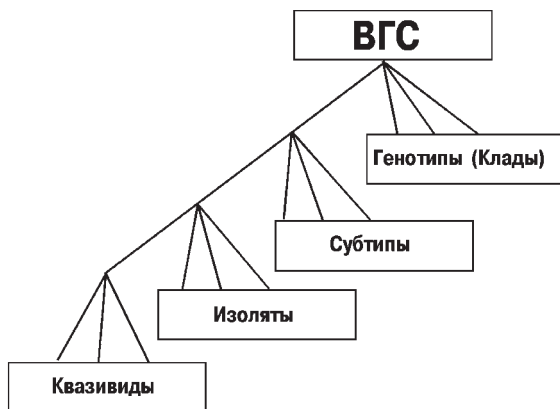 ВГС
Генотипы (Клады)
Субтипы
Изоляты
Квазивиды